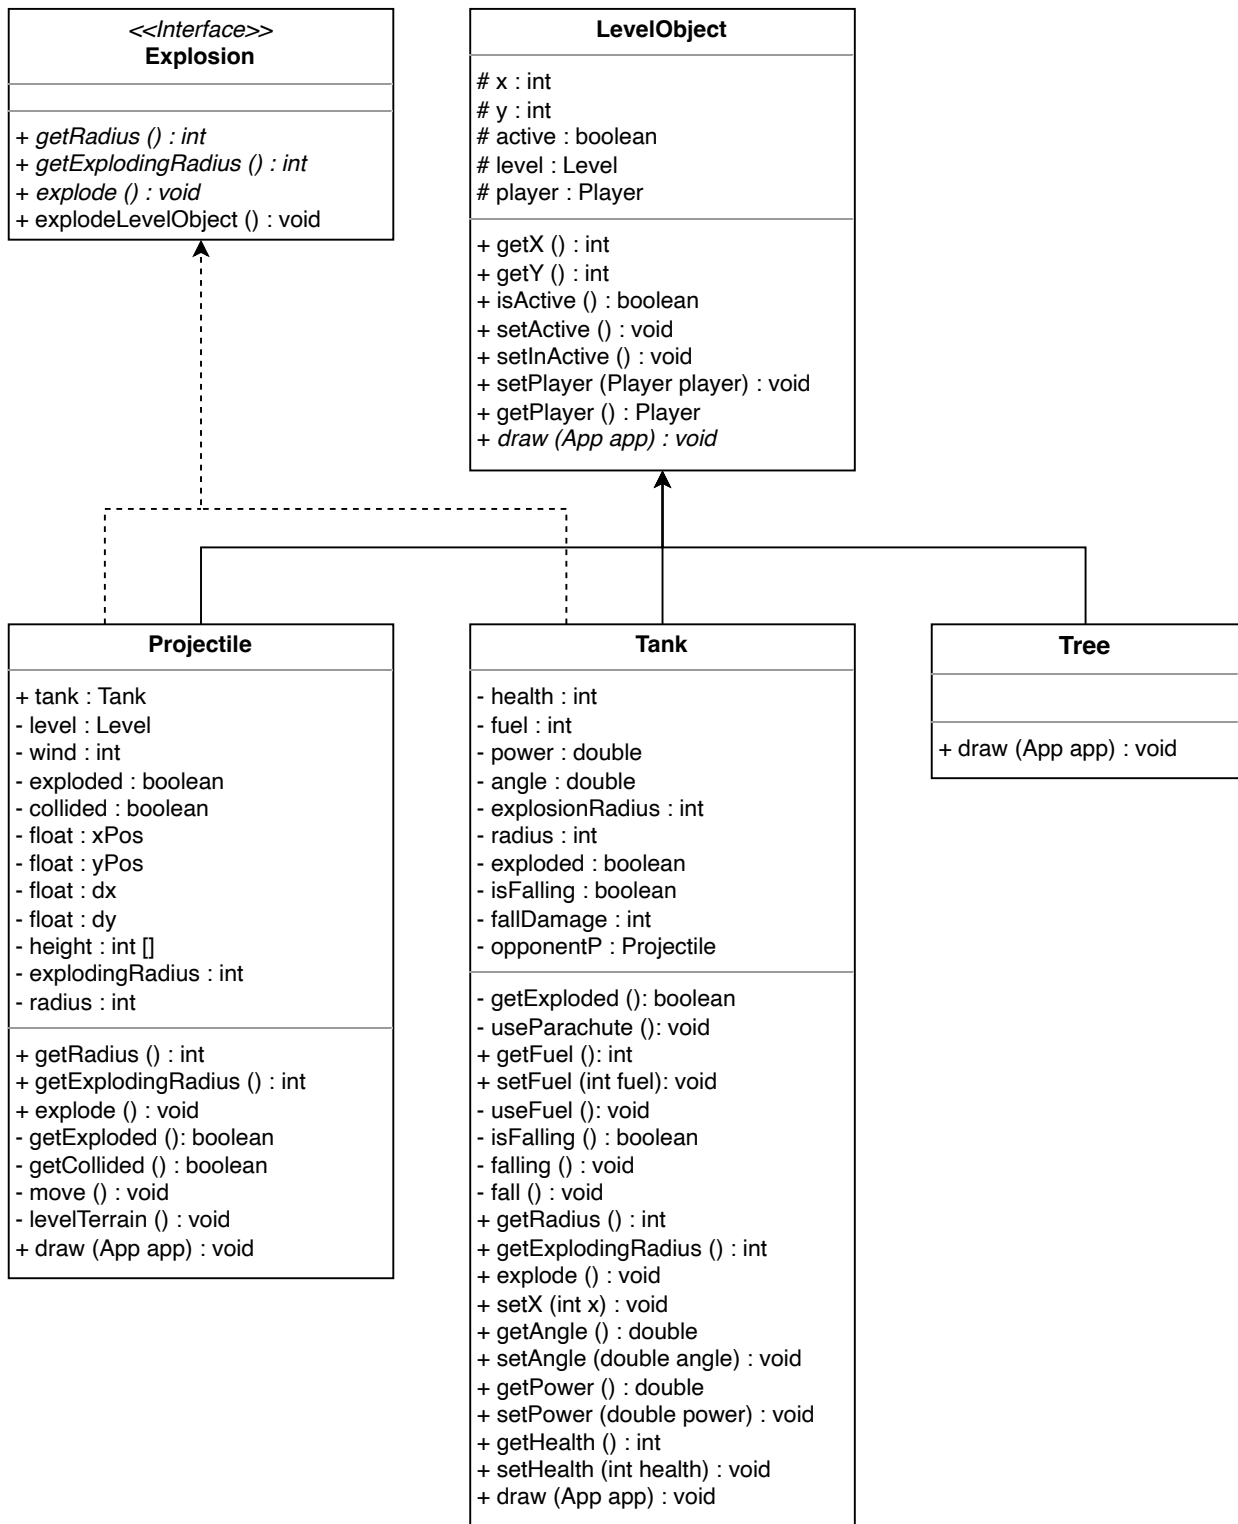 <<Interface>>
Explosion
+ getRadius () : int
+ getExplodingRadius () : int
+ explode () : void
+ explodeLevelObject () : void
LevelObject
# x : int
# y : int
# active : boolean
# level : Level
# player : Player
+ getX () : int
+ getY () : int
+ isActive () : boolean
+ setActive () : void
+ setInActive () : void
+ setPlayer (Player player) : void
+ getPlayer () : Player
+ draw (App app) : void
Projectile
+ tank : Tank
- level : Level
- wind : int
- exploded : boolean
- collided : boolean
- float : xPos
- float : yPos
- float : dx
- float : dy
- height : int []
- explodingRadius : int
- radius : int
+ getRadius () : int
+ getExplodingRadius () : int
+ explode () : void
- getExploded (): boolean
- getCollided () : boolean
- move () : void
- levelTerrain () : void
+ draw (App app) : void
Tank
- health : int
- fuel : int
- power : double
- angle : double
- explosionRadius : int
- radius : int
- exploded : boolean
- isFalling : boolean
- fallDamage : int
- opponentP : Projectile
- getExploded (): boolean
- useParachute (): void
+ getFuel (): int
+ setFuel (int fuel): void
- useFuel (): void
- isFalling () : boolean
- falling () : void
- fall () : void
+ getRadius () : int
+ getExplodingRadius () : int
+ explode () : void
+ setX (int x) : void
+ getAngle () : double
+ setAngle (double angle) : void
+ getPower () : double
+ setPower (double power) : void
+ getHealth () : int
+ setHealth (int health) : void
+ draw (App app) : void
Tree
+ draw (App app) : void